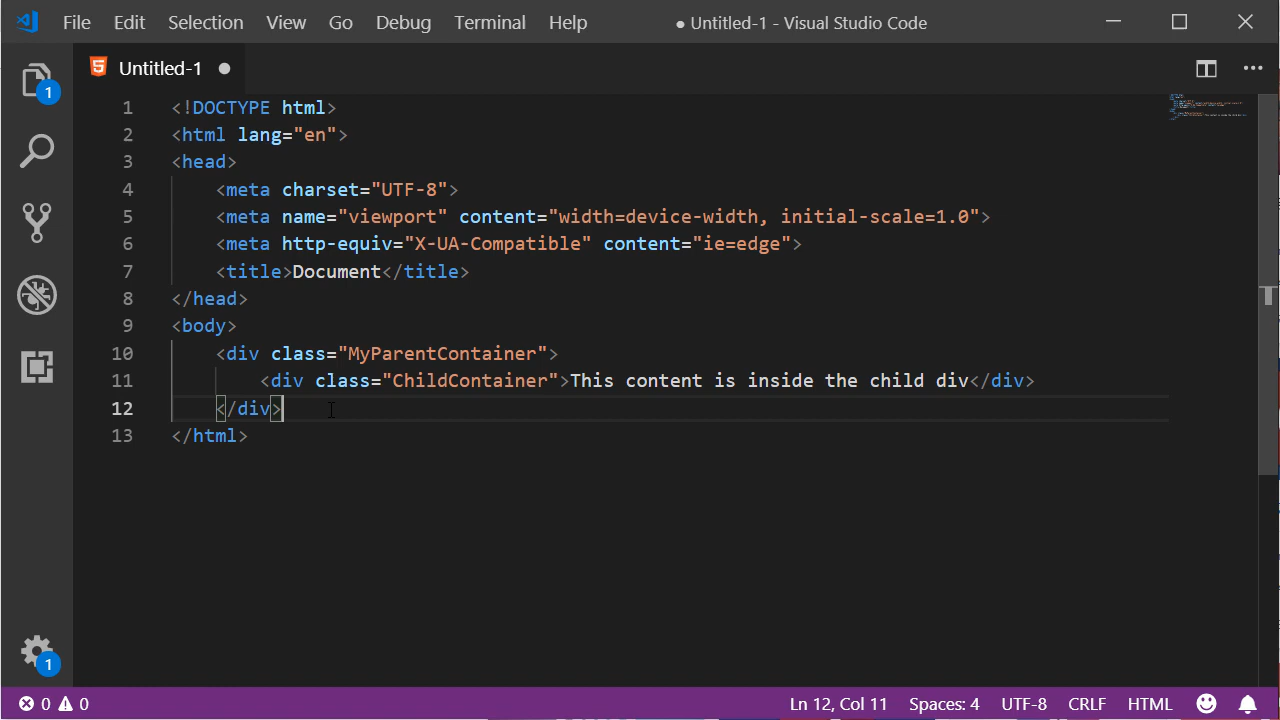 File Edit Selection View Go Debug Terminal Help ● Untitled-1 - Visual Studio Code
Untitled-1 ●
1 <!DOCTYPE html>
2 <html lang="en">
3 <head>
4 <meta charset="UTF-8">
5 <meta name="viewport" content="width=device-width, initial-scale=1.0">
6 <meta http-equiv="X-UA-Compatible" content="ie=edge">
7 <title>Document</title>
8 </head>
9 <body>
10 <div class="MyParentContainer">
11 <div class="ChildContainer">This content is inside the child div</div>
12 </div>
13 </html>
1
1
0 0 Ln 12, Col 11 Spaces: 4 UTF-8 CRLF HTML